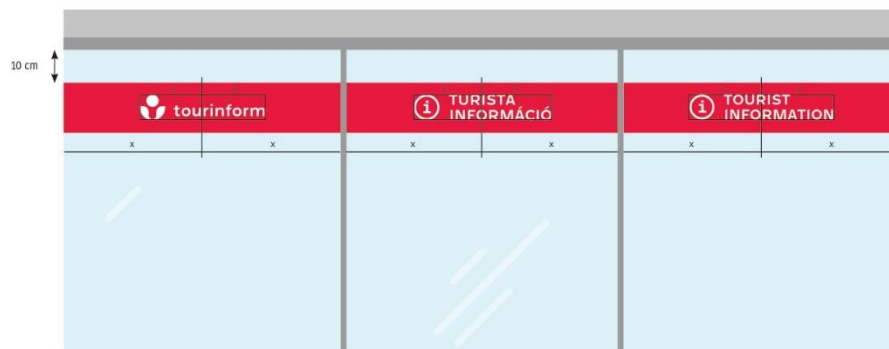 10 cm
tourinform
TURISTA
INFORMÁCIÓ
TOURIST
INFORMATION
x x x x x x